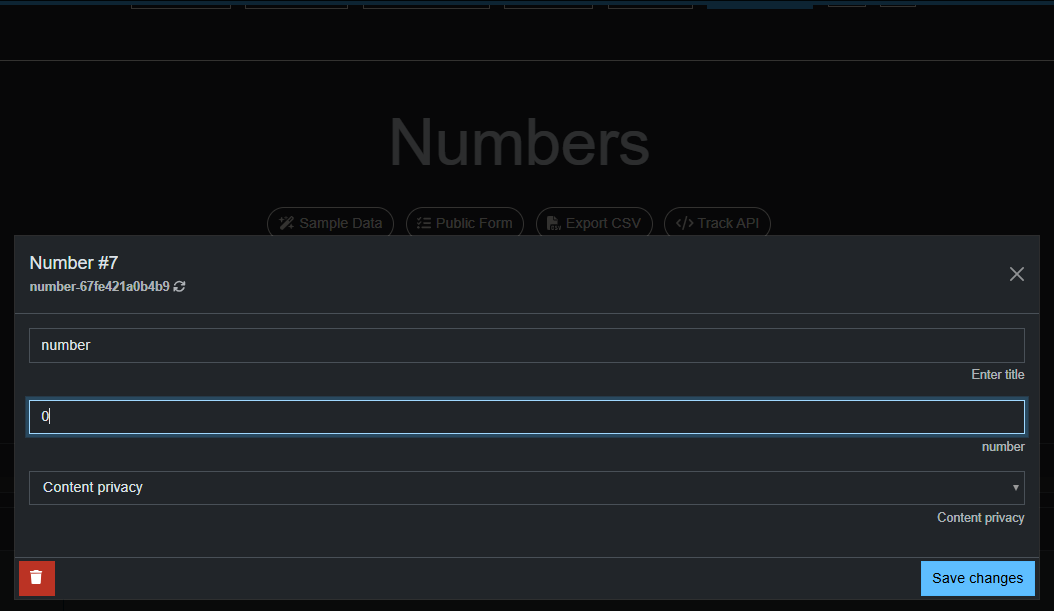 Numbers
Sample Data Public Form Export CSV Track API
Number #7
number-67fe421a0b4b9
number
Enter title
0
number
Content privacy
Content privacy
Save changes